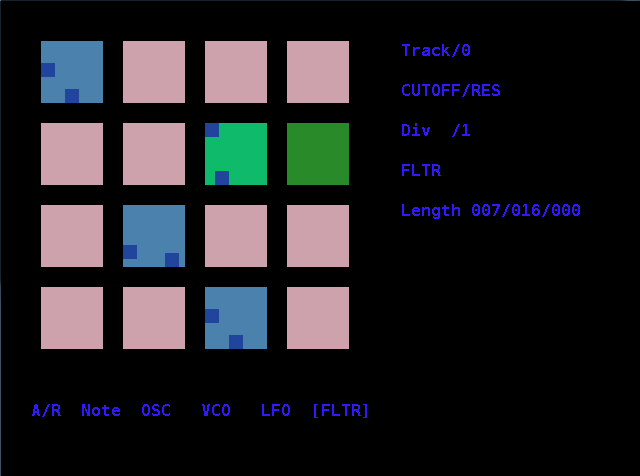 Track/0
CUTOFF/RES
Div  /1
FLTR
Length 007/016/000
A/R  Note  OSC   VCO   LFO  [FLTR]